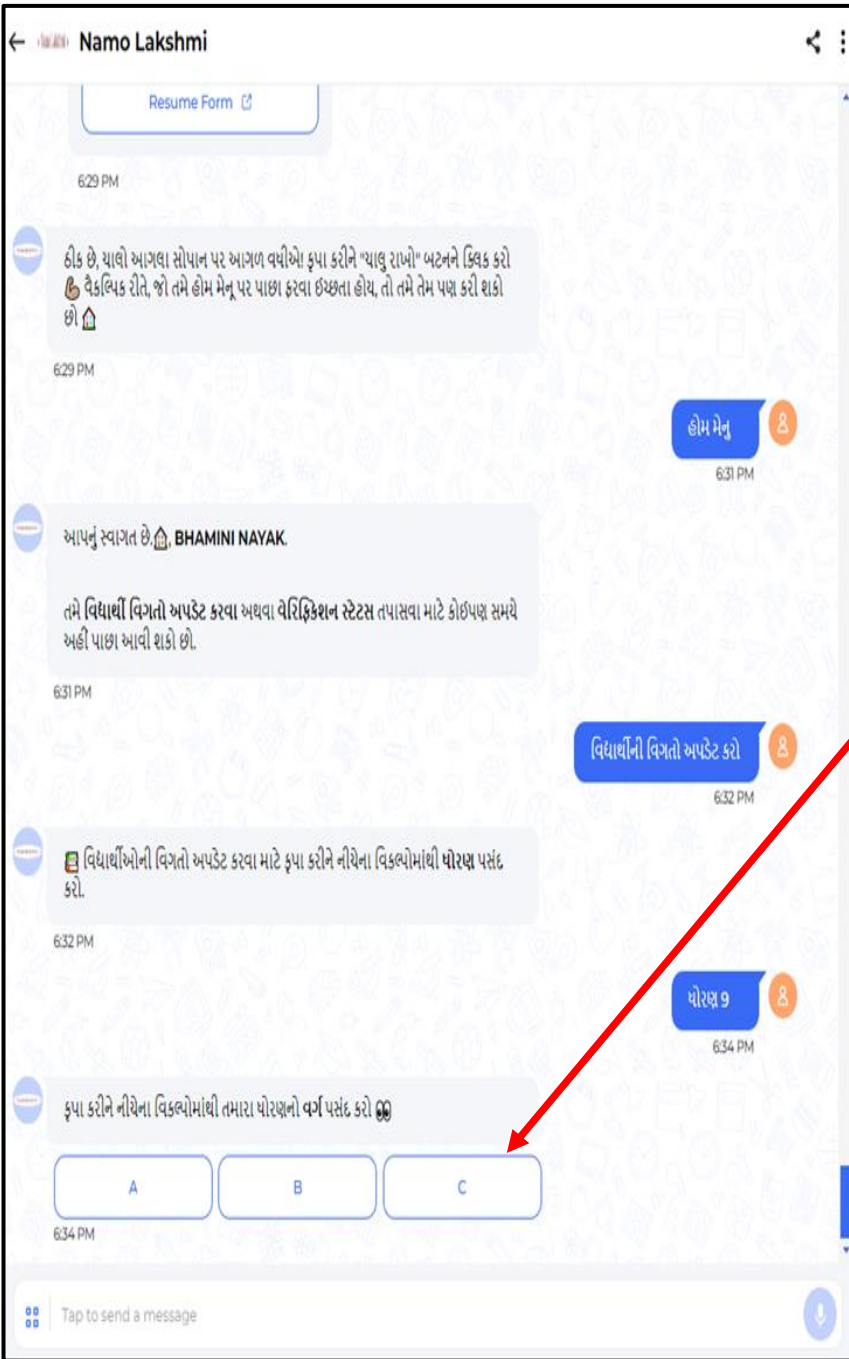 Namo Lakshmi
Resume Form
6:29 PM
ઠીક છે, ચાલો આગલા સોપાન પર આગળ વધીએ! કૃપા કરીને "ચાલુ રાખો" બટનને ક્લિક કરો
વૈકલ્પિક રીતે, જો તમે હોમ મેનૂ પર પાછા ફરવા ઈચ્છતા હોય, તો તમે તેમ પણ કરી શકો
છો
6:29 PM
હોમ મેનુ
6:31 PM
આપનું સ્વાગત છે. , BHAMINI NAYAK.
તમે વિદ્યાર્થી વિગતો અપડેટ કરવા અથવા વેરિફિકેશન સ્ટેટસ તપાસવા માટે કોઈપણ સમયે
અહીં પાછા આવી શકો છો.
6:31 PM
વિદ્યાર્થીની વિગતો અપડેટ કરો
6:32 PM
વિદ્યાર્થીઓની વિગતો અપડેટ કરવા માટે કૃપા કરીને નીચેના વિકલ્પોમાંથી ધોરણ પસંદ
કરો.
6:32 PM
ધોરણ 9
6:34 PM
કૃપા કરીને નીચેના વિકલ્પોમાંથી તમારા ધોરણનો વર્ગ પસંદ કરો
A B C
6:34 PM
Tap to send a message